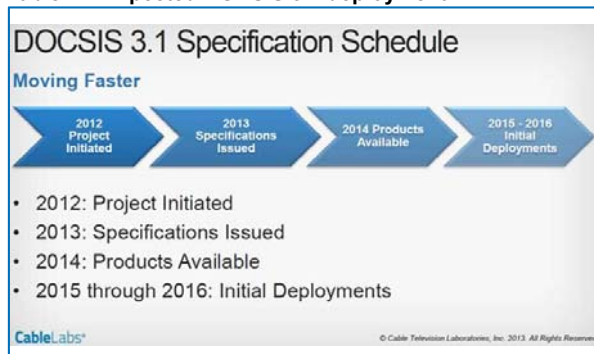 DOCSIS 3.1 Specification Schedule
Moving Faster
2012
Project
Initiated
2013
Specifications
Issued
2014 Products
Available
2015 - 2016
Initial
Deployments
• 2012: Project Initiated
• 2013: Specifications Issued
• 2014: Products Available
• 2015 through 2016: Initial Deployments
CableLabs®
© Cable Television Laboratories, Inc. 2013. All Rights Reserved